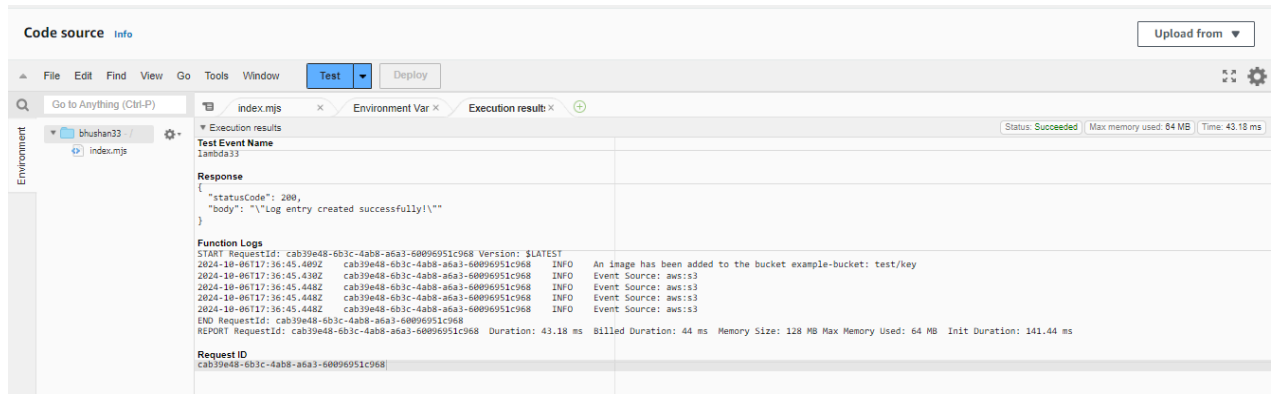 Code source Info
Upload from ▼
File Edit Find View Go Tools Window Test Deploy
Go to Anything (Ctrl-P)
index.mjs × Environment Var × Execution results ×
Environment
bhushan33 - /
index.mjs
▼ Execution results
Status: Succeeded Max memory used: 64 MB Time: 43.18 ms
Test Event Name
lambda33
Response
{
"statusCode": 200,
"body": "\"Log entry created successfully!\""
}
Function Logs
START RequestId: cab39e48-6b3c-4ab8-a6a3-60096951c968 Version: $LATEST
2024-10-06T17:36:45.409Z cab39e48-6b3c-4ab8-a6a3-60096951c968 INFO An image has been added to the bucket example-bucket: test/key
2024-10-06T17:36:45.430Z cab39e48-6b3c-4ab8-a6a3-60096951c968 INFO Event Source: aws:s3
2024-10-06T17:36:45.448Z cab39e48-6b3c-4ab8-a6a3-60096951c968 INFO Event Source: aws:s3
2024-10-06T17:36:45.448Z cab39e48-6b3c-4ab8-a6a3-60096951c968 INFO Event Source: aws:s3
2024-10-06T17:36:45.448Z cab39e48-6b3c-4ab8-a6a3-60096951c968 INFO Event Source: aws:s3
END RequestId: cab39e48-6b3c-4ab8-a6a3-60096951c968
REPORT RequestId: cab39e48-6b3c-4ab8-a6a3-60096951c968 Duration: 43.18 ms Billed Duration: 44 ms Memory Size: 128 MB Max Memory Used: 64 MB Init Duration: 141.44 ms
Request ID
cab39e48-6b3c-4ab8-a6a3-60096951c968